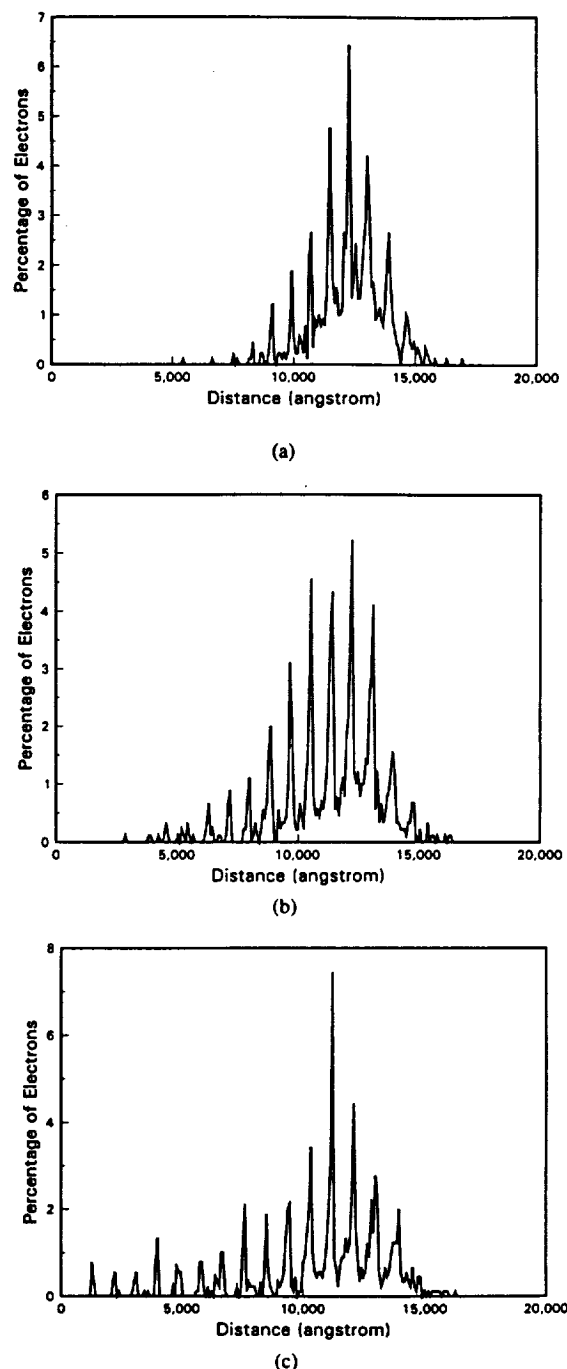 7
6
5
4
3
2
1
0
Percentage of Electrons
0 5,000 10,000 15,000 20,000
Distance (angstrom)
(a)
6
5
4
3
2
1
0
Percentage of Electrons
0 5,000 10,000 15,000 20,000
Distance (angstrom)
(b)
8
6
4
2
0
Percentage of Electrons
0 5,000 10,000 15,000 20,000
Distance (angstrom)
(c)